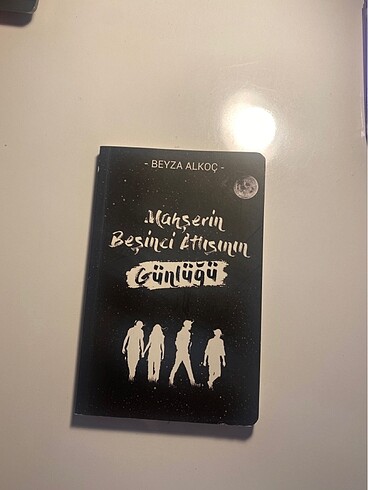 - BEYZA ALKOÇ -
Mahşerin
Beşinci Atlısının
Günlüğü